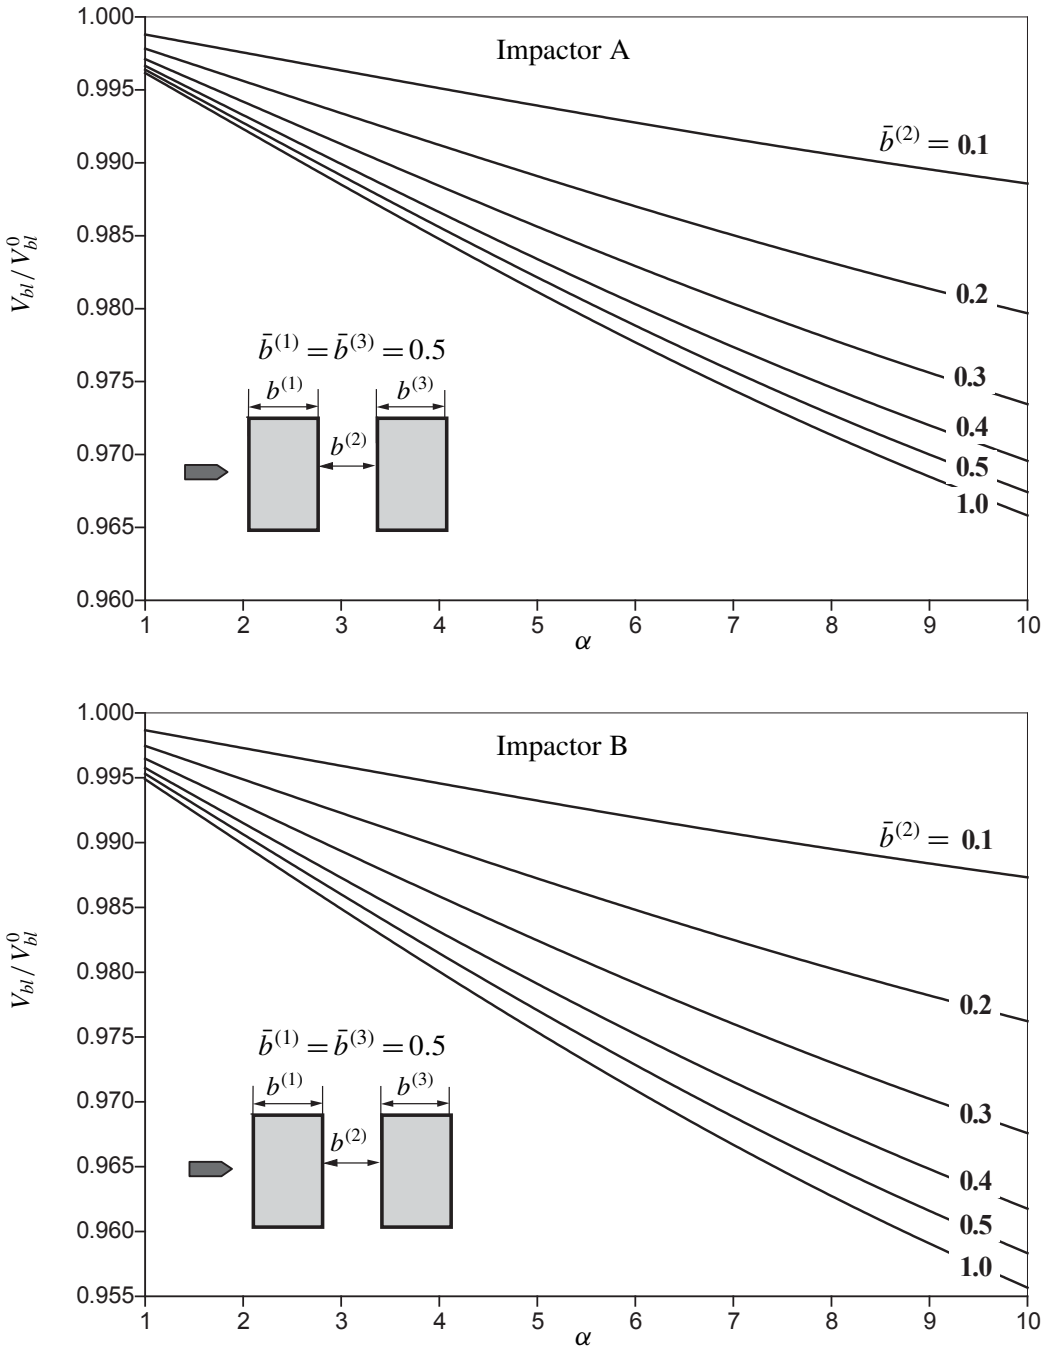 1.000
Impactor A
0.995
b̄⁽²⁾ = 0.1
0.990
0.985
V_bl / V⁰_bl
0.980
0.2
b̄⁽¹⁾ = b̄⁽³⁾ = 0.5
0.975
0.3
b⁽¹⁾ b⁽³⁾
0.4
b⁽²⁾
0.970
0.5
1.0
0.965
0.960
1 2 3 4 5 6 7 8 9 10
α
1.000
Impactor B
0.995
0.990
b̄⁽²⁾ = 0.1
0.985
V_bl / V⁰_bl
0.980
0.2
0.975
b̄⁽¹⁾ = b̄⁽³⁾ = 0.5
b⁽¹⁾ b⁽³⁾
0.970
0.3
b⁽²⁾
0.965
0.4
0.5
0.960
1.0
0.955
1 2 3 4 5 6 7 8 9 10
α